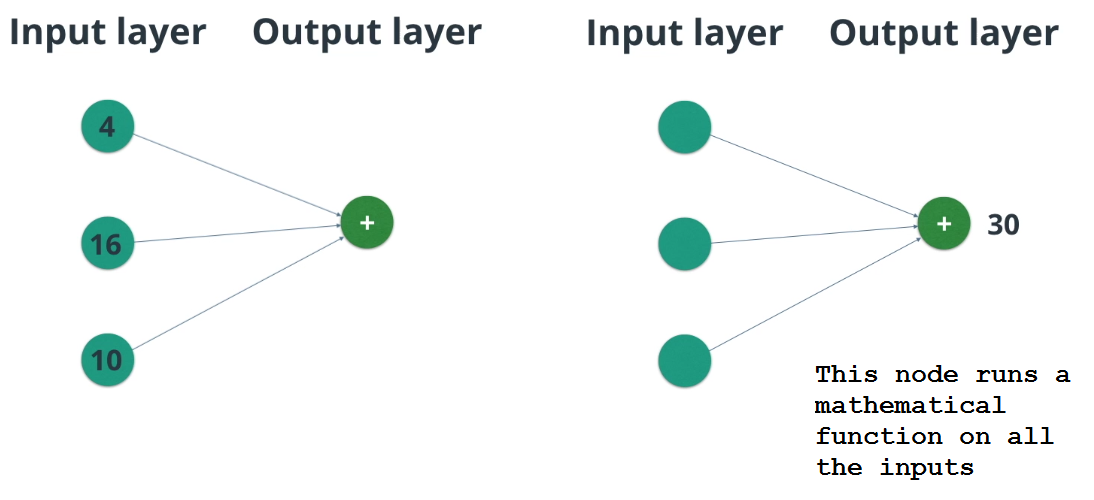 Input layer
Output layer
4
16
10
+
Input layer
Output layer
+
30
This node runs a
mathematical
function on all
the inputs